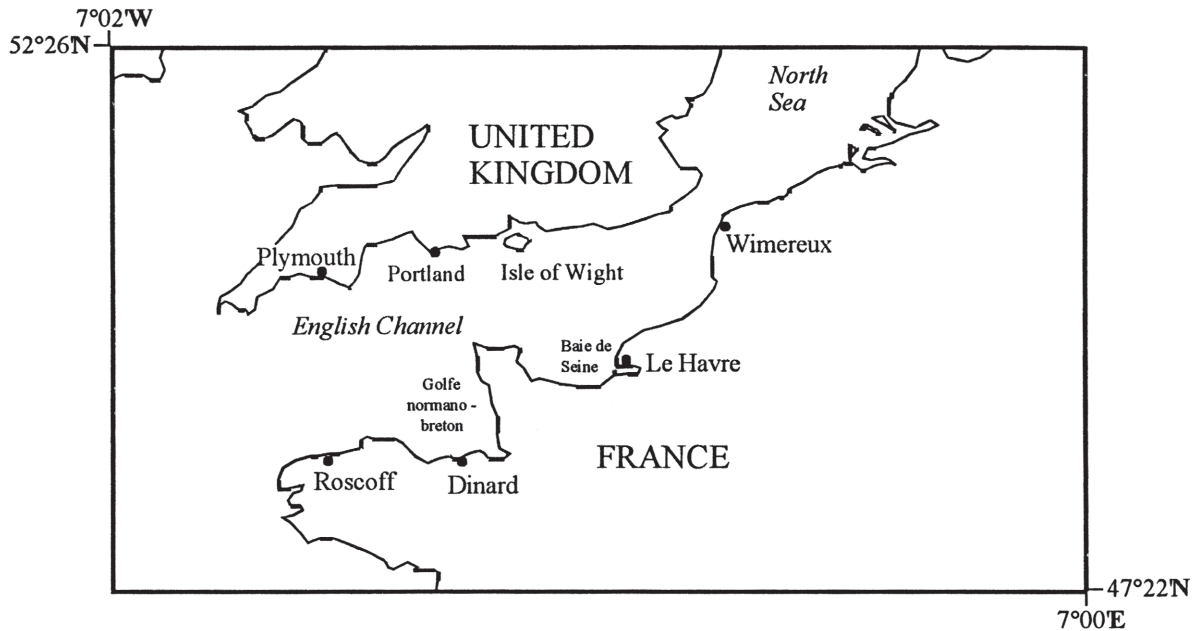 7°02'W
52°26'N
North
Sea
UNITED
KINGDOM
Wimereux
Plymouth
Portland
Isle of Wight
English Channel
Baie de
Seine
Le Havre
Golfe
normano -
breton
FRANCE
Roscoff
Dinard
47°22'N
7°00'E